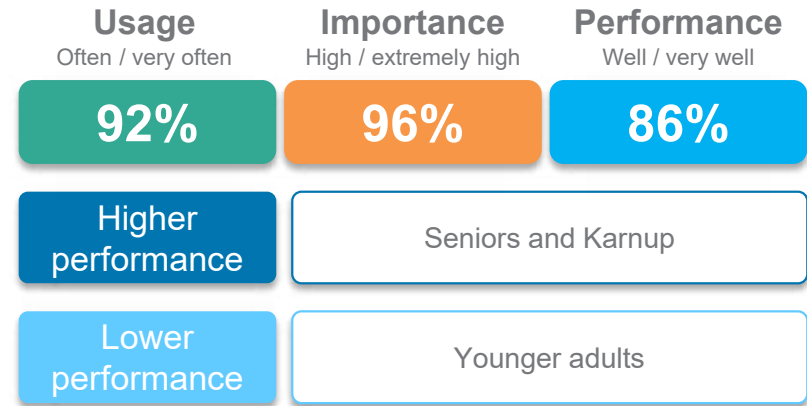 Usage
Often / very often
Importance
High / extremely high
Performance
Well / very well
92%
96%
86%
Higher
performance
Seniors and Karnup
Lower
performance
Younger adults